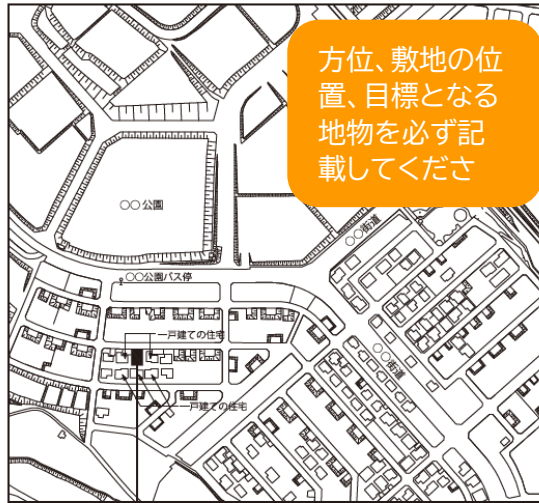 方位、敷地の位
置、目標となる
地物を必ず記
載してくださ
〇〇公園
〇〇街道
〇〇公園バス停
一戸建ての住宅
〇〇街道
一戸建ての住宅